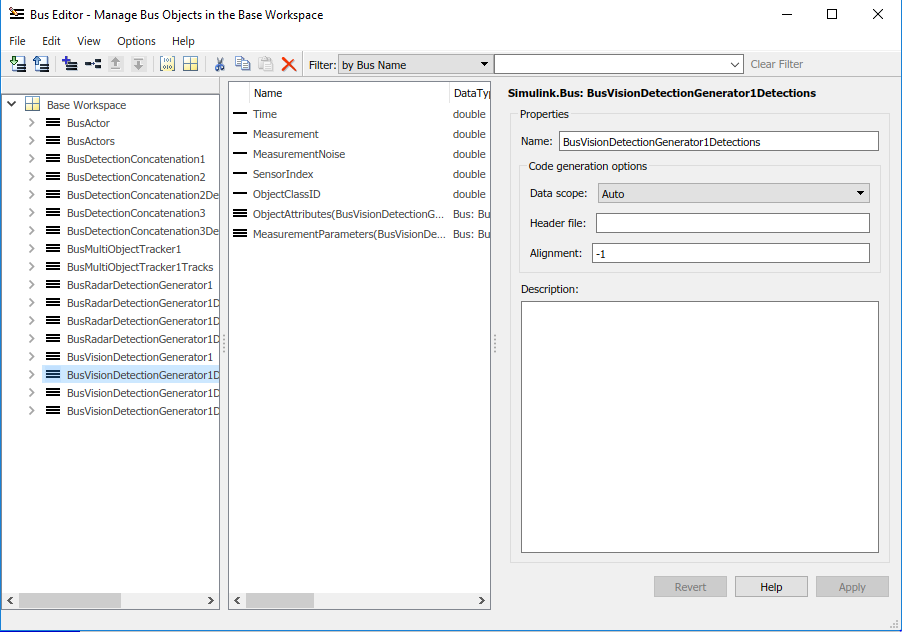 Bus Editor - Manage Bus Objects in the Base Workspace
File Edit View Options Help
Filter: by Bus Name Clear Filter
Base Workspace
BusActor
BusActors
BusDetectionConcatenation1
BusDetectionConcatenation2
BusDetectionConcatenation2De
BusDetectionConcatenation3
BusDetectionConcatenation3De
BusMultiObjectTracker1
BusMultiObjectTracker1Tracks
BusRadarDetectionGenerator1
BusRadarDetectionGenerator1D
BusRadarDetectionGenerator1D
BusRadarDetectionGenerator1D
BusVisionDetectionGenerator1
BusVisionDetectionGenerator1D
BusVisionDetectionGenerator1D
BusVisionDetectionGenerator1D
Name DataTyp
Time double
Measurement double
MeasurementNoise double
SensorIndex double
ObjectClassID double
ObjectAttributes(BusVisionDetectionG... Bus: Bu
MeasurementParameters(BusVisionDe... Bus: Bu
Simulink.Bus: BusVisionDetectionGenerator1Detections
Properties
Name: BusVisionDetectionGenerator1Detections
Code generation options
Data scope: Auto
Header file:
Alignment: -1
Description:
Revert Help Apply